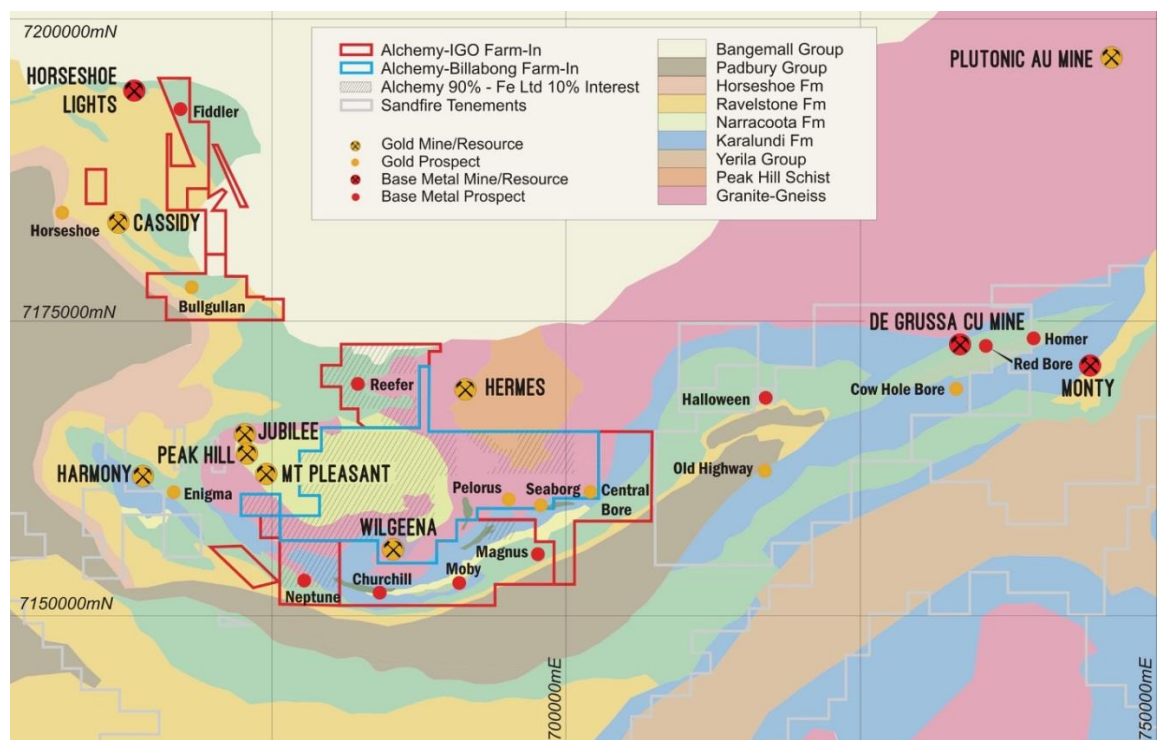 7200000mN
HORSESHOE
LIGHTS
Fiddler
Alchemy-IGO Farm-In
Alchemy-Billabong Farm-In
Alchemy 90% - Fe Ltd 10% Interest
Sandfire Tenements
Gold Mine/Resource
Gold Prospect
Base Metal Mine/Resource
Base Metal Prospect
Bangemall Group
Padbury Group
Horseshoe Fm
Ravelstone Fm
Narracoota Fm
Karalundi Fm
Yerila Group
Peak Hill Schist
Granite-Gneiss
PLUTONIC AU MINE
Horseshoe
CASSIDY
Bullgullan
7175000mN
DE GRUSSA CU MINE
Homer
Red Bore
MONTY
Cow Hole Bore
Reefer
HERMES
Halloween
JUBILEE
PEAK HILL
MT PLEASANT
HARMONY
Enigma
Old Highway
Pelorus
Seaborg
Central
Bore
WILGEENA
Magnus
Moby
Churchill
Neptune
7150000mN
700000mE
750000mE